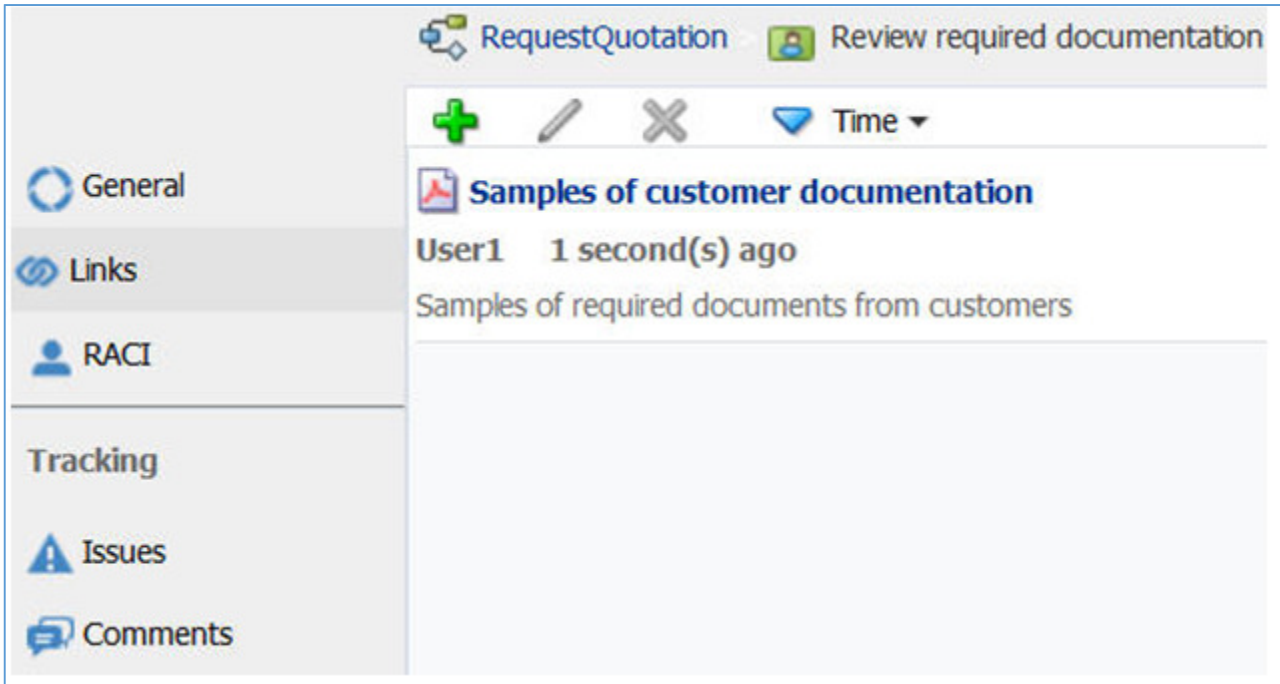 RequestQuotation Review required documentation
Time
General
Links
RACI
Tracking
Issues
Comments
Samples of customer documentation
User1 1 second(s) ago
Samples of required documents from customers